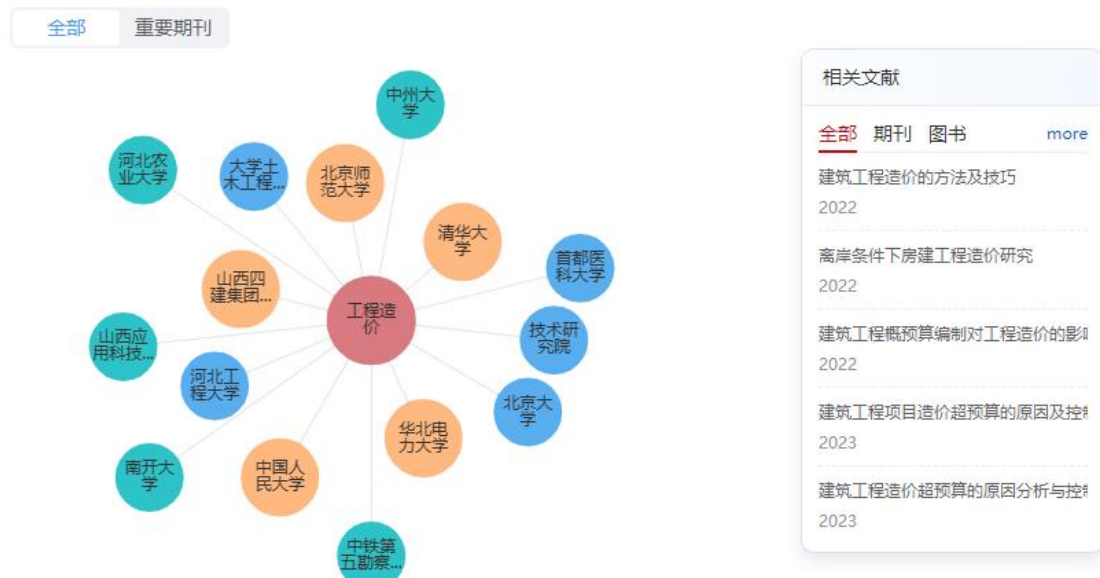 全部 重要期刊
中州大
学
河北农
业大学
大学土
木工程...
北京师
范大学
清华大
学
首都医
科大学
山西四
建集团...
工程造
价
技术研
究院
山西应
用科技...
河北工
程大学
北京大
学
华北电
力大学
南开大
学
中国人
民大学
中铁第
五勘察...
相关文献
全部 期刊 图书 more
建筑工程造价的方法及技巧
2022
离岸条件下房建工程造价研究
2022
建筑工程概预算编制对工程造价的影
2022
建筑工程项目造价超预算的原因及控
2023
建筑工程造价超预算的原因分析与控
2023